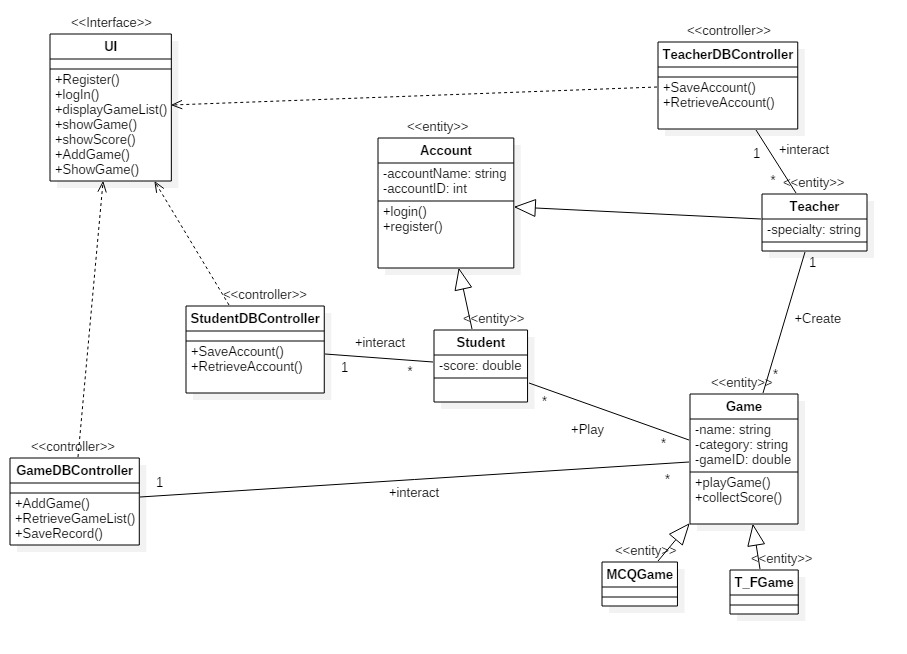 <<Interface>>
UI
+Register()
+logIn()
+displayGameList()
+showGame()
+showScore()
+AddGame()
+ShowGame()
<<controller>>
TeacherDBController
+SaveAccount()
+RetrieveAccount()
<<entity>>
Account
-accountName: string
-accountID: int
+login()
+register()
1
+interact
*
<<entity>>
Teacher
-specialty: string
1
+Create
*
<<controller>>
StudentDBController
+SaveAccount()
+RetrieveAccount()
+interact
1
*
<<entity>>
Student
-score: double
*
+Play
*
<<entity>>
Game
-name: string
-category: string
-gameID: double
+playGame()
+collectScore()
<<controller>>
GameDBController
+AddGame()
+RetrieveGameList()
+SaveRecord()
1
+interact
*
<<entity>>
MCQGame
<<entity>>
T_FGame